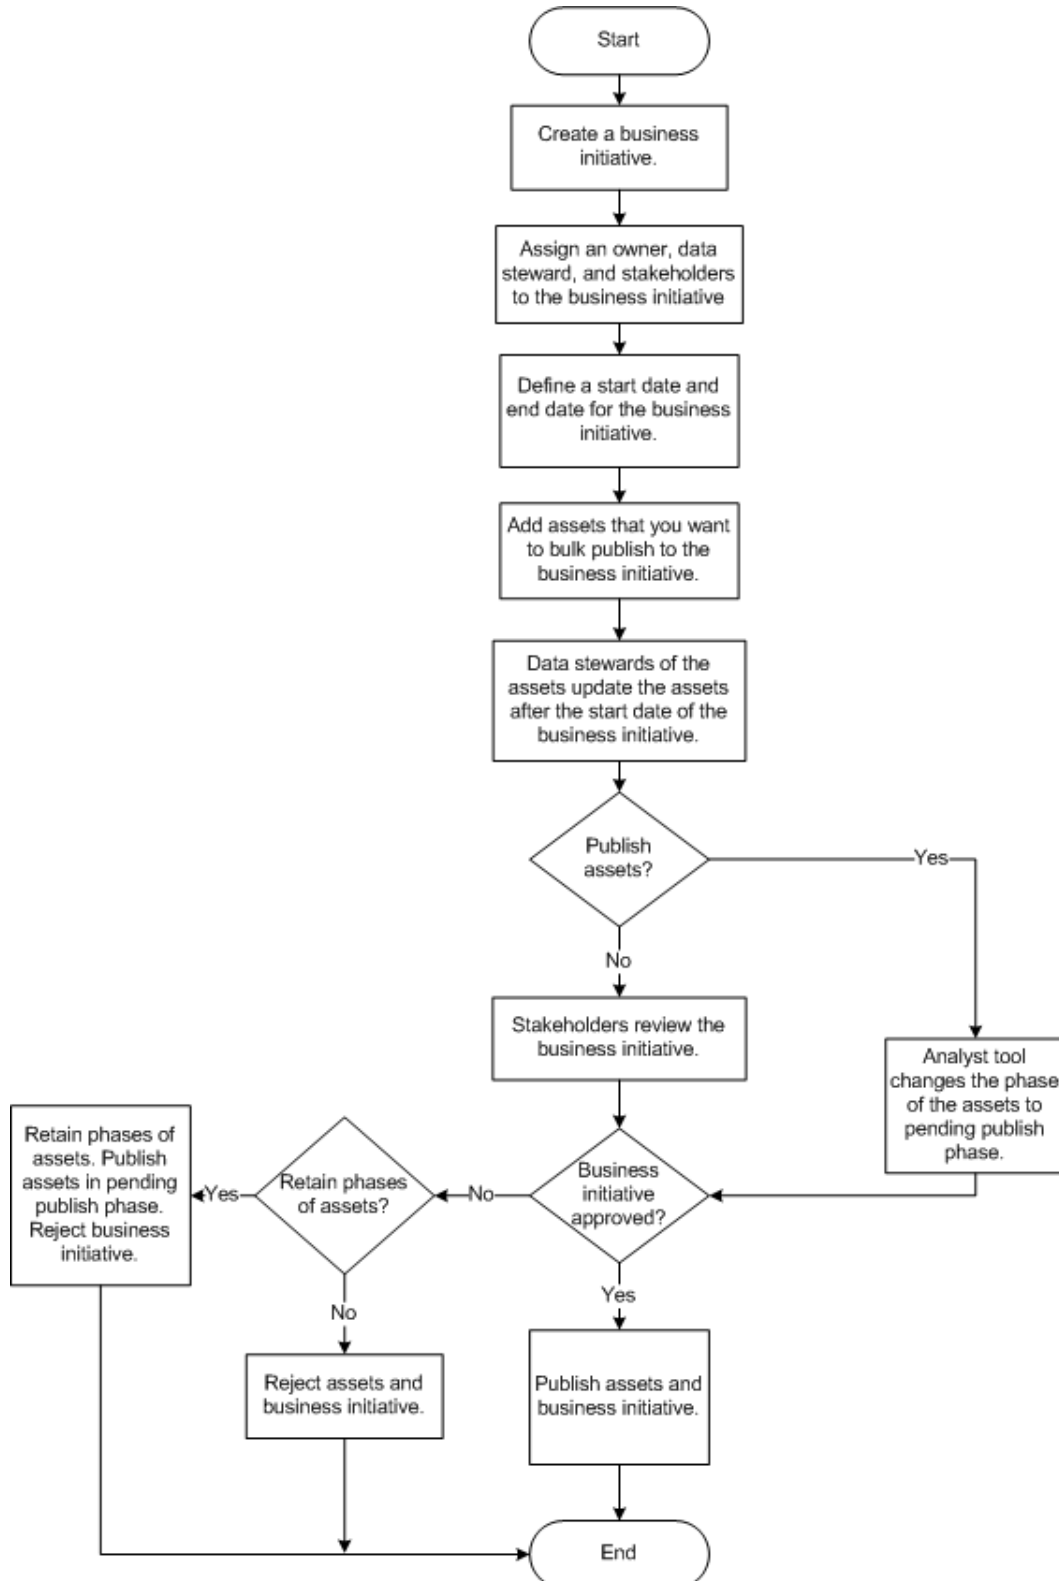 Start
Create a business
initiative.
Assign an owner, data
steward, and stakeholders
to the business initiative
Define a start date and
end date for the business
initiative.
Add assets that you want
to bulk publish to the
business initiative.
Data stewards of the
assets update the assets
after the start date of the
business initiative.
Publish
assets?
Yes
No
Stakeholders review the
business initiative.
Analyst tool
changes the phase
of the assets to
pending publish
phase.
Business
initiative
approved?
No
Retain phases
of assets?
Yes
Retain phases of
assets. Publish
assets in pending
publish phase.
Reject business
initiative.
No
Reject assets and
business initiative.
Yes
Publish assets and
business initiative.
End